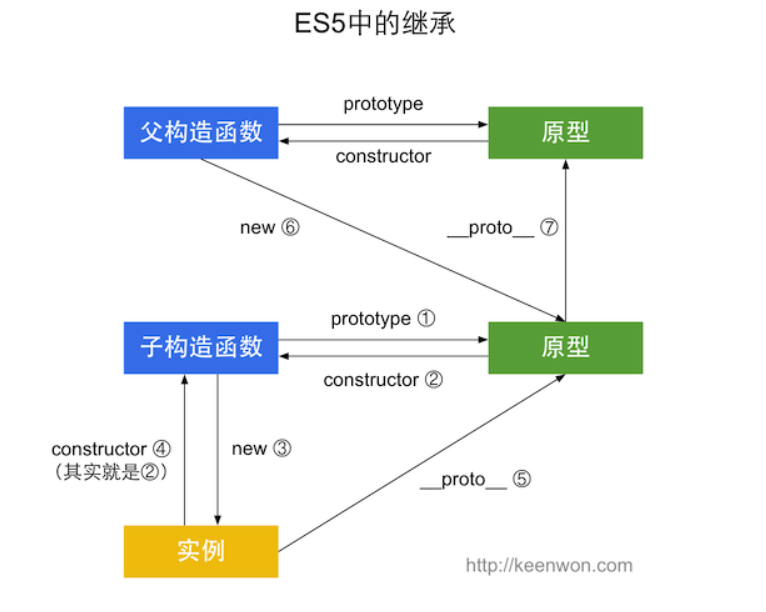 ES5中的继承
prototype
父构造函数
原型
constructor
new ⑥
__proto__ ⑦
prototype ①
子构造函数
原型
constructor ②
constructor ④
（其实就是②）
new ③
__proto__ ⑤
实例
http://keenwon.com